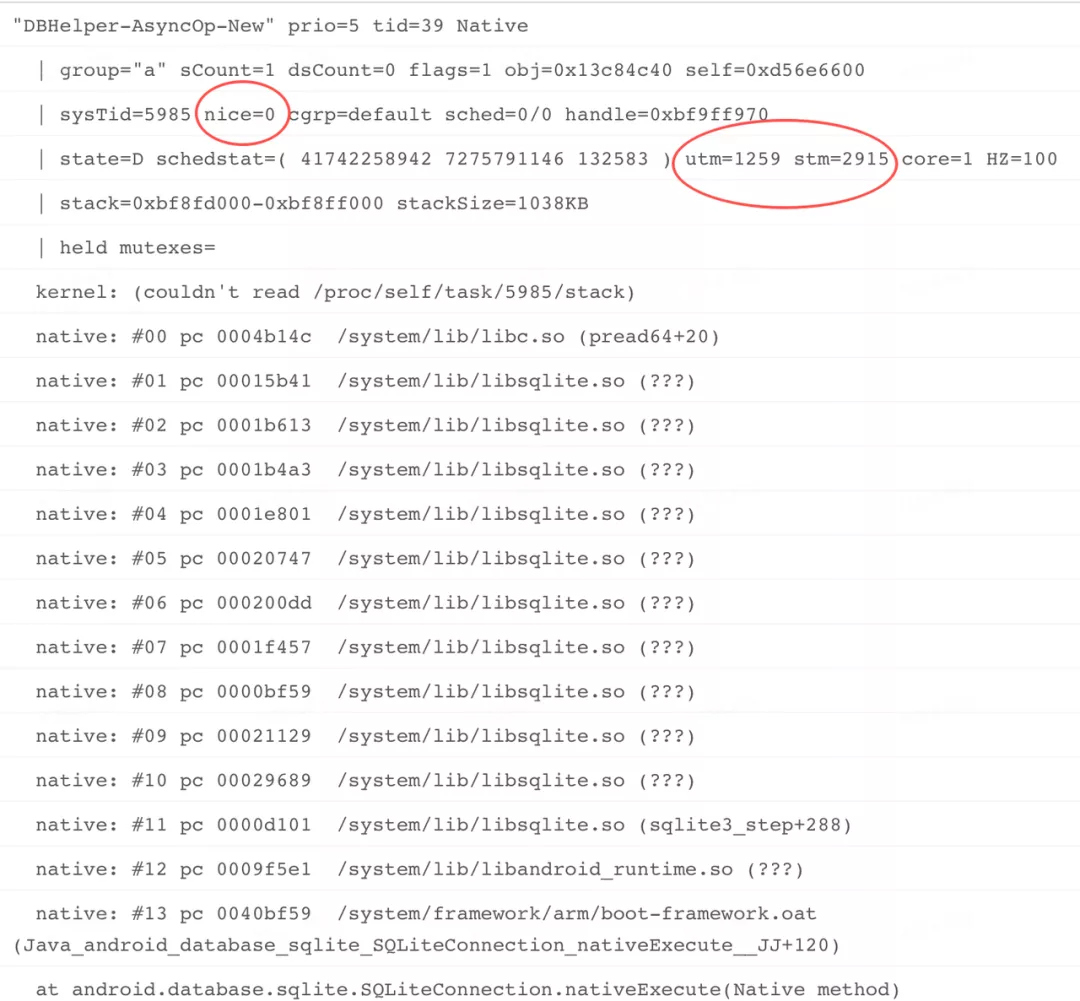 "DBHelper-AsyncOp-New" prio=5 tid=39 Native
| group="a" sCount=1 dsCount=0 flags=1 obj=0x13c84c40 self=0xd56e6600
| sysTid=5985 nice=0 cgrp=default sched=0/0 handle=0xbf9ff970
| state=D schedstat=( 41742258942 7275791146 132583 ) utm=1259 stm=2915 core=1 HZ=100
| stack=0xbf8fd000-0xbf8ff000 stackSize=1038KB
| held mutexes=
kernel: (couldn't read /proc/self/task/5985/stack)
native: #00 pc 0004b14c /system/lib/libc.so (pread64+20)
native: #01 pc 00015b41 /system/lib/libsqlite.so (???)
native: #02 pc 0001b613 /system/lib/libsqlite.so (???)
native: #03 pc 0001b4a3 /system/lib/libsqlite.so (???)
native: #04 pc 0001e801 /system/lib/libsqlite.so (???)
native: #05 pc 00020747 /system/lib/libsqlite.so (???)
native: #06 pc 000200dd /system/lib/libsqlite.so (???)
native: #07 pc 0001f457 /system/lib/libsqlite.so (???)
native: #08 pc 0000bf59 /system/lib/libsqlite.so (???)
native: #09 pc 00021129 /system/lib/libsqlite.so (???)
native: #10 pc 00029689 /system/lib/libsqlite.so (???)
native: #11 pc 0000d101 /system/lib/libsqlite.so (sqlite3_step+288)
native: #12 pc 0009f5e1 /system/lib/libandroid_runtime.so (???)
native: #13 pc 0040bf59 /system/framework/arm/boot-framework.oat
(Java_android_database_sqlite_SQLiteConnection_nativeExecute__JJ+120)
at android.database.sqlite.SQLiteConnection.nativeExecute(Native method)